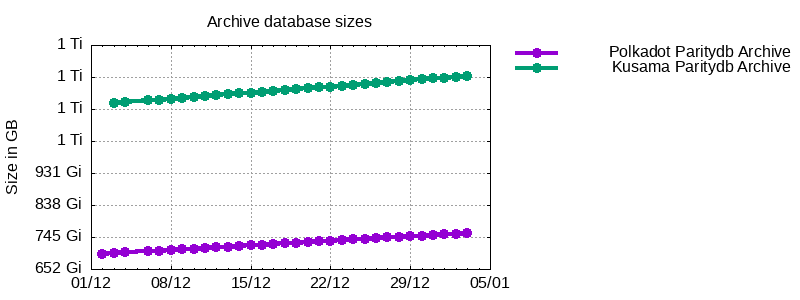 Archive database sizes
Polkadot Paritydb Archive
Kusama Paritydb Archive
Size in GB
1 Ti
1 Ti
1 Ti
1 Ti
931 Gi
838 Gi
745 Gi
652 Gi
01/12 08/12 15/12 22/12 29/12 05/01